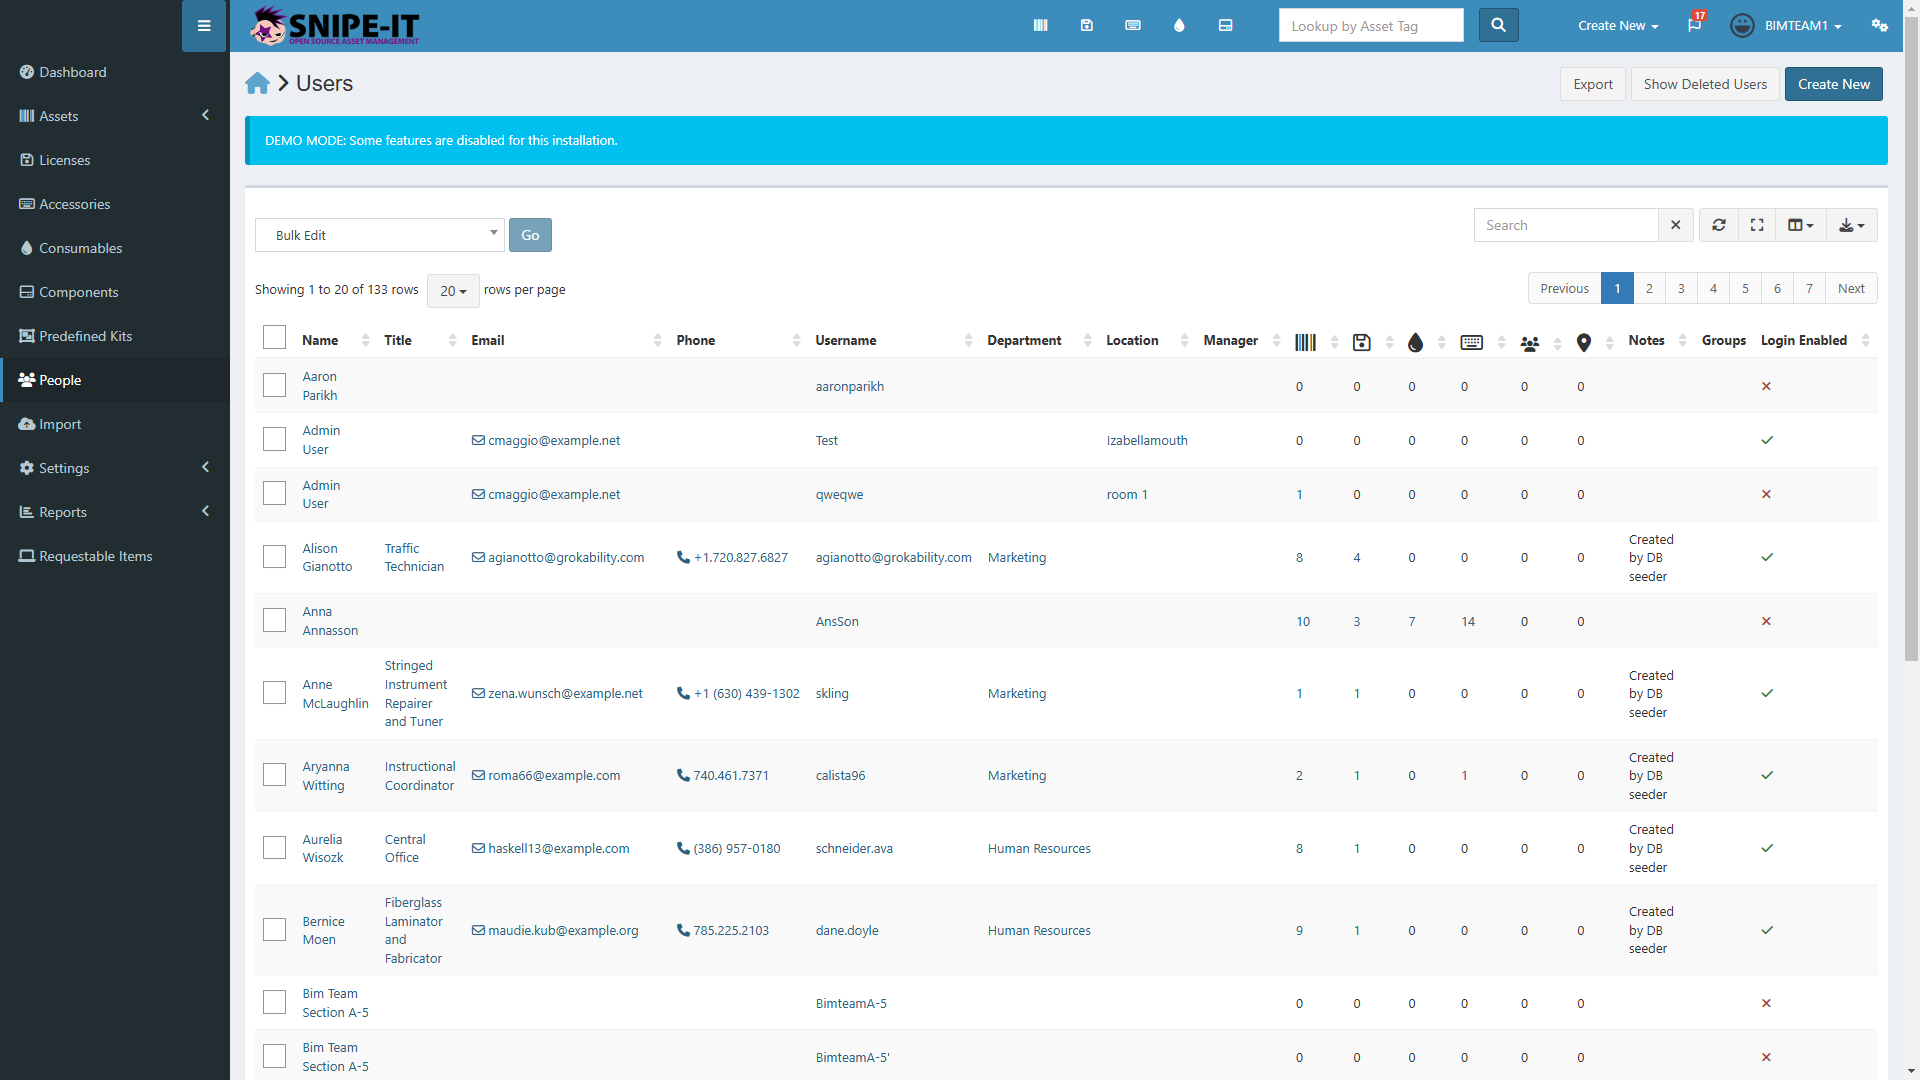 SNIPE-IT
OPEN SOURCE ASSET MANAGEMENT
Lookup by Asset Tag
Create New
17
BIMTEAM1
Dashboard
Assets
Licenses
Accessories
Consumables
Components
Predefined Kits
People
Import
Settings
Reports
Requestable Items
Users
Export
Show Deleted Users
Create New
DEMO MODE: Some features are disabled for this installation.
Bulk Edit
Go
Search
Showing 1 to 20 of 133 rows 20 rows per page
Previous 1 2 3 4 5 6 7 Next
Name Title Email Phone Username Department Location Manager Notes Groups Login Enabled
Aaron Parikh aaronparikh 0 0 0 0 0 0
Admin User cmaggio@example.net Test Izabellamouth 0 0 0 0 0 0
Admin User cmaggio@example.net qweqwe room 1 1 0 0 0 0 0
Alison Gianotto Traffic Technician agianotto@grokability.com +1.720.827.6827 agianotto@grokability.com Marketing 8 4 0 0 0 0 Created by DB seeder
Anna Annasson AnsSon 10 3 7 14 0 0
Anne McLaughlin Stringed Instrument Repairer and Tuner zena.wunsch@example.net +1 (630) 439-1302 skling Marketing 1 1 0 0 0 0 Created by DB seeder
Aryanna Witting Instructional Coordinator roma66@example.com 740.461.7371 calista96 Marketing 2 1 0 1 0 0 Created by DB seeder
Aurelia Wisozk Central Office haskell13@example.com (386) 957-0180 schneider.ava Human Resources 8 1 0 0 0 0 Created by DB seeder
Bernice Moen Fiberglass Laminator and Fabricator maudie.kub@example.org 785.225.2103 dane.doyle Human Resources 9 1 0 0 0 0 Created by DB seeder
Bim Team Section A-5 BimteamA-5 0 0 0 0 0 0
Bim Team Section A-5 BimteamA-5' 0 0 0 0 0 0